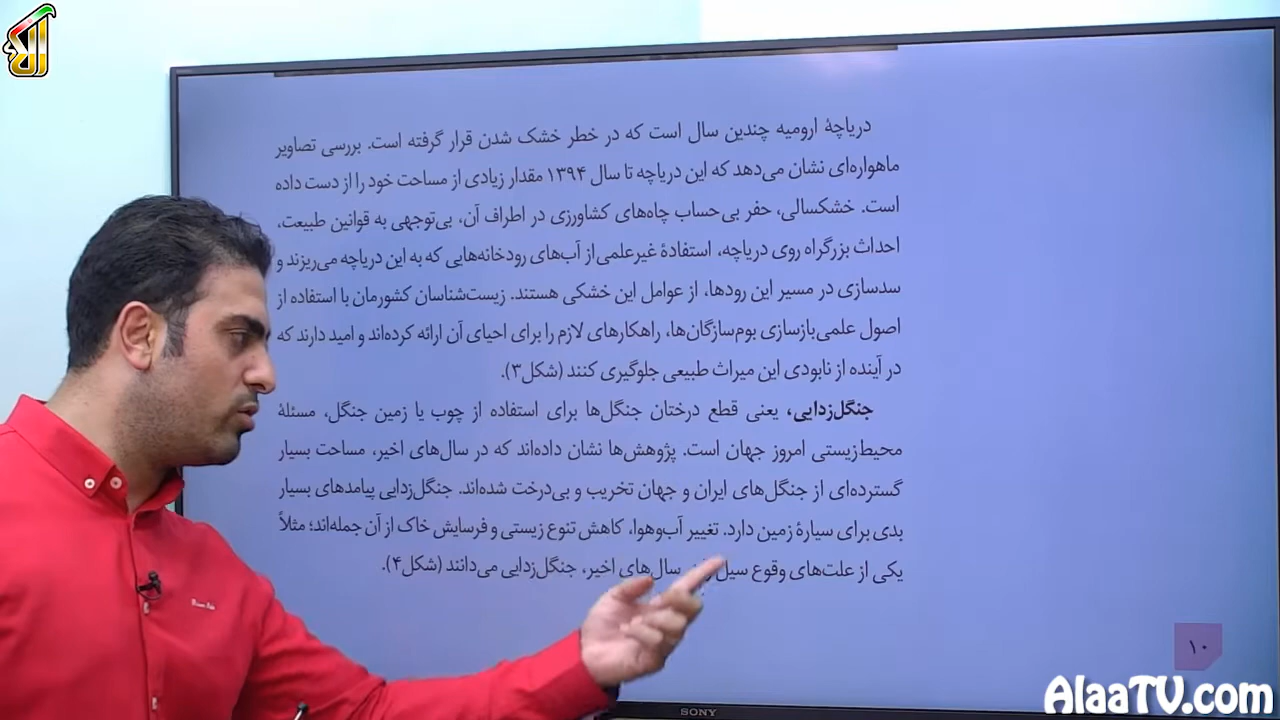 آلاء
دریاچهٔ ارومیه چندین سال است که در خطر خشک شدن قرار گرفته است. بررسی تصاویر
ماهواره‌ای نشان می‌دهد که این دریاچه تا سال ۱۳۹۴ مقدار زیادی از مساحت خود را از دست داده
است. خشکسالی، حفر بی‌حساب چاه‌های کشاورزی در اطراف آن، بی‌توجهی به قوانین طبیعت،
احداث بزرگراه روی دریاچه، استفادهٔ غیرعلمی از آب‌های رودخانه‌هایی که به این دریاچه می‌ریزند و
سدسازی در مسیر این رودها، از عوامل این خشکی هستند. زیست‌شناسان کشورمان با استفاده از
اصول علمی بازسازی بوم‌سازگان‌ها، راهکارهای لازم را برای احیای آن ارائه کرده‌اند و امید دارند که
در آینده از نابودی این میراث طبیعی جلوگیری کنند (شکل۳).
جنگل‌زدایی، یعنی قطع درختان جنگل‌ها برای استفاده از چوب یا زمین جنگل، مسئلهٔ
محیط‌زیستی امروز جهان است. پژوهش‌ها نشان داده‌اند که در سال‌های اخیر، مساحت بسیار
گسترده‌ای از جنگل‌های ایران و جهان تخریب و بی‌درخت شده‌اند. جنگل‌زدایی پیامدهای بسیار
بدی برای سیارهٔ زمین دارد. تغییر آب‌وهوا، کاهش تنوع زیستی و فرسایش خاک از آن جمله‌اند؛ مثلاً
یکی از علت‌های وقوع سیل سال‌های اخیر، جنگل‌زدایی می‌دانند (شکل۴).
۱۰
SONY
AlaaTV.com